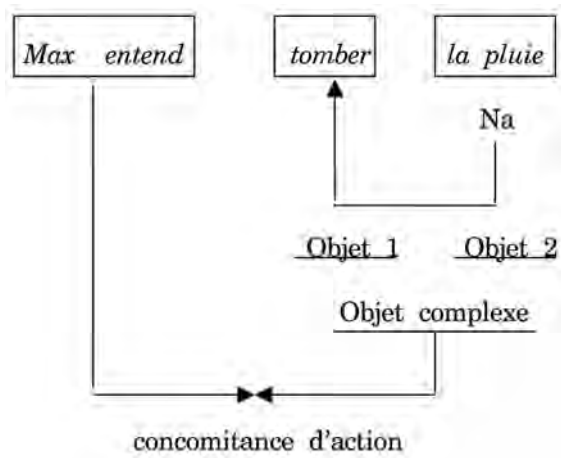 Max entend tomber la pluie
Na
Objet 1 Objet 2
Objet complexe
concomitance d'action